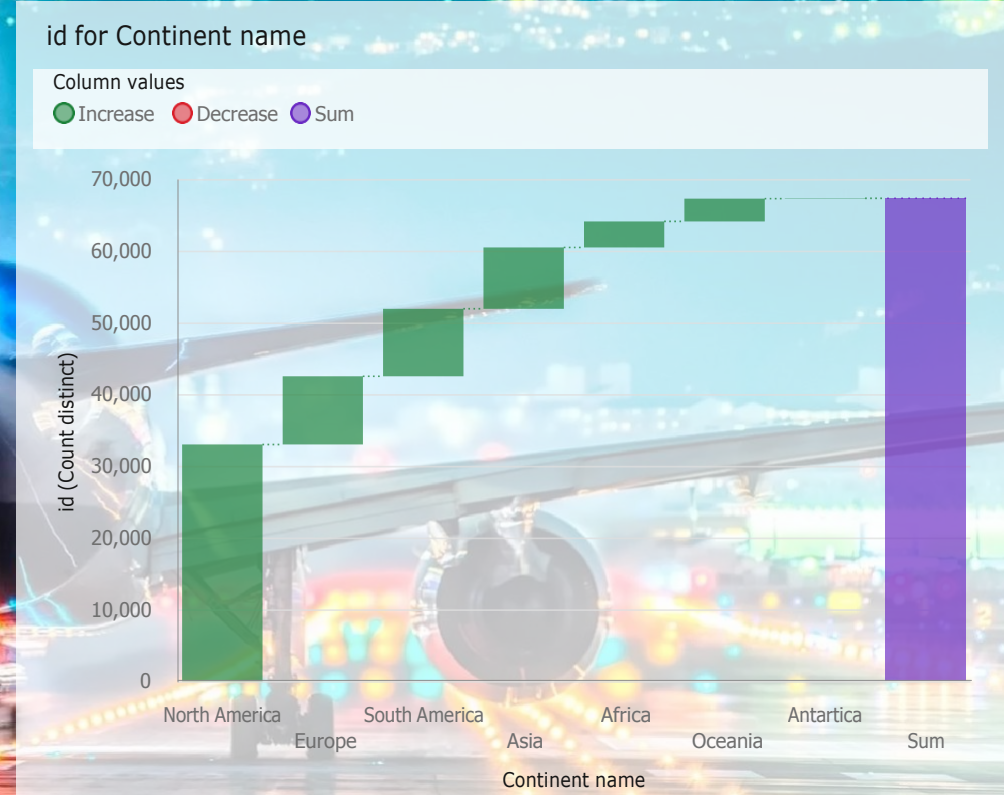 id for Continent name
Column values
Increase Decrease Sum
70,000
60,000
50,000
40,000
30,000
20,000
10,000
0
id (Count distinct)
North America South America Africa Antartica
Europe Asia Oceania Sum
Continent name